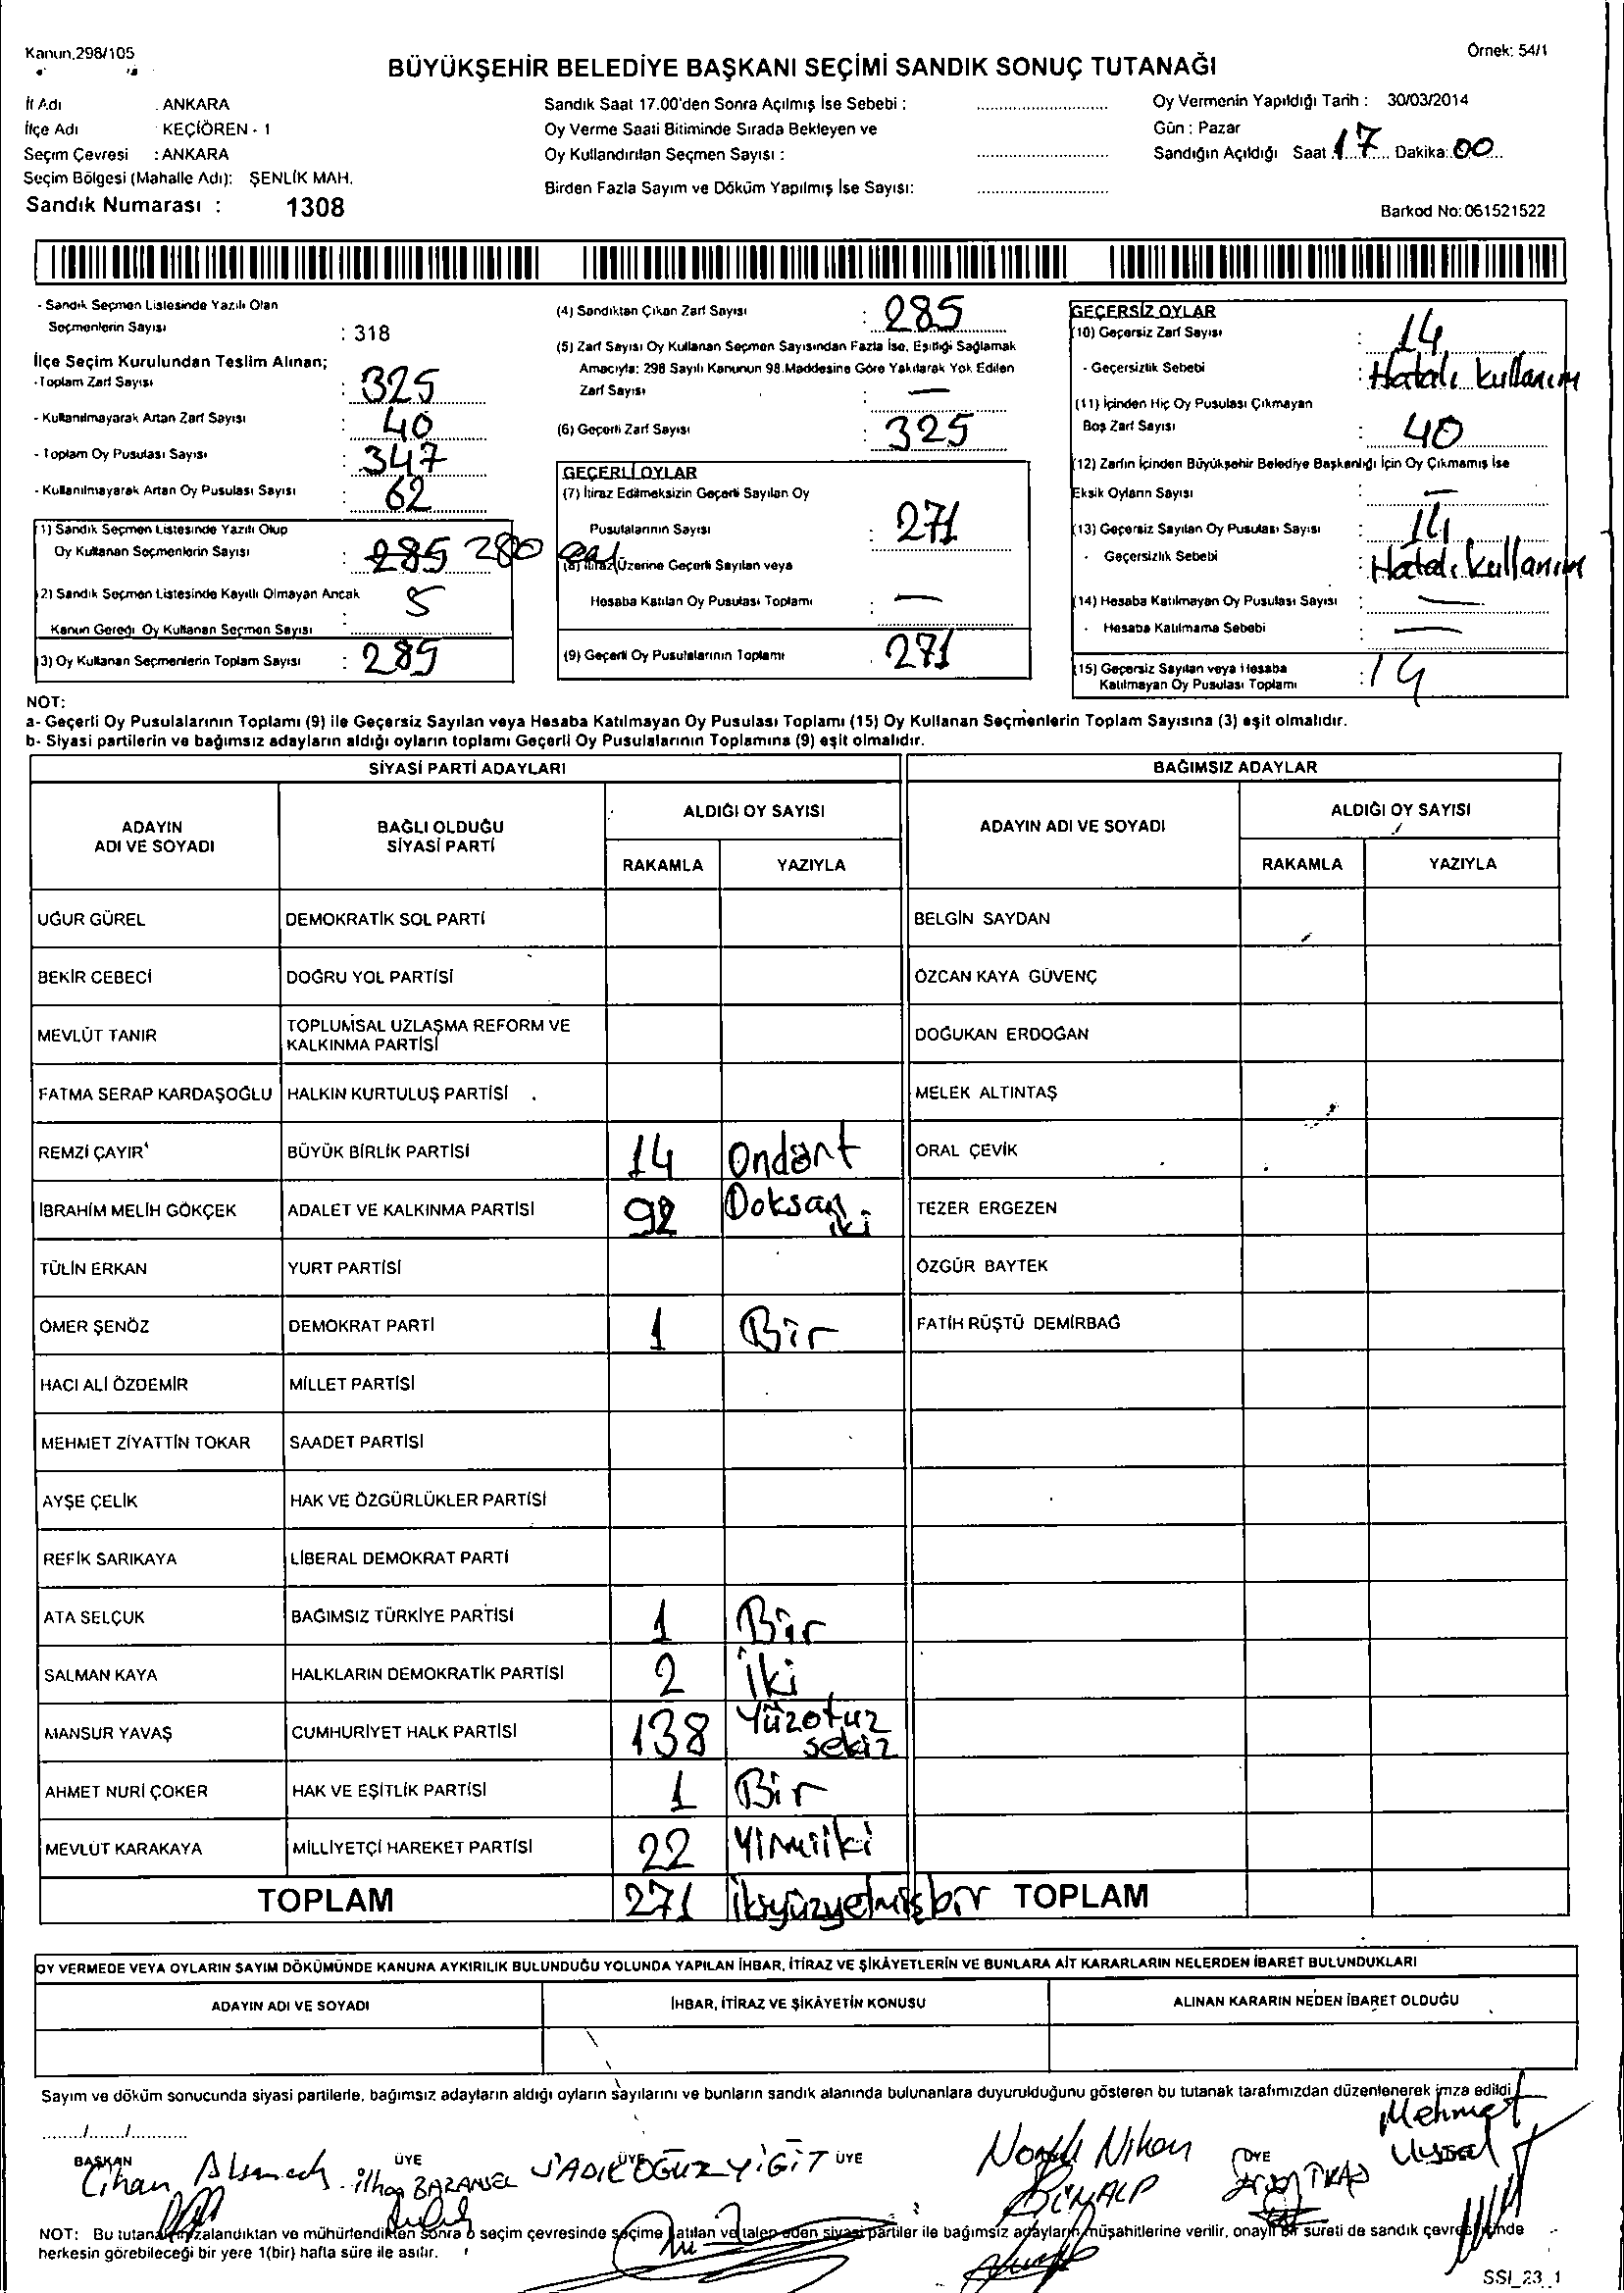 Kanun.298/105
Örnek: 54/1
BÜYÜKŞEHİR BELEDİYE BAŞKANI SEÇİMİ SANDIK SONUÇ TUTANAĞI
İl Adı : ANKARA
İlçe Adı : KEÇİÖREN - 1
Seçim Çevresi : ANKARA
Seçim Bölgesi (Mahalle Adı): ŞENLİK MAH.
Sandık Numarası : 1308
Sandık Saat 17.00'den Sonra Açılmış İse Sebebi :
Oy Verme Saati Bitiminde Sırada Bekleyen ve
Oy Kullandırılan Seçmen Sayısı :
Birden Fazla Sayım ve Döküm Yapılmış İse Sayısı:
Oy Vermenin Yapıldığı Tarih : 30/03/2014
Gün : Pazar
Sandığın Açıldığı Saat 17 Dakika: 00
Barkod No: 061521522
- Sandık Seçmen Listesinde Yazılı Olan
Seçmenlerin Sayısı : 318
İlçe Seçim Kurulundan Teslim Alınan;
- Toplam Zarf Sayısı : 325
- Kullanılmayarak Artan Zarf Sayısı : 40
- Toplam Oy Pusulası Sayısı : 347
- Kullanılmayarak Artan Oy Pusulası Sayısı : 62
(1) Sandık Seçmen Listesinde Yazılı Olup
Oy Kullanan Seçmenlerin Sayısı : 285 280
(2) Sandık Seçmen Listesinde Kayıtlı Olmayan Ancak
Kanun Gereği Oy Kullanan Seçmen Sayısı : 5
(3) Oy Kullanan Seçmenlerin Toplam Sayısı : 285
(4) Sandıktan Çıkan Zarf Sayısı : 285
(5) Zarf Sayısı Oy Kullanan Seçmen Sayısından Fazla İse, Eşitliği Sağlamak
Amacıyla: 298 Sayılı Kanunun 98.Maddesine Göre Yakılarak Yok Edilen
Zarf Sayısı : —
(6) Geçerli Zarf Sayısı : 325
GEÇERLİ OYLAR
(7) İtiraz Edilmeksizin Geçerli Sayılan Oy
Pusulalarının Sayısı : 271
(8) İtiraz Üzerine Geçerli Sayılan veya
Hesaba Katılan Oy Pusulası Toplamı : —
(9) Geçerli Oy Pusulalarının Toplamı 271
GEÇERSİZ OYLAR
(10) Geçersiz Zarf Sayısı : 14
- Geçersizlik Sebebi : Hatalı kullanım
(11) İçinden Hiç Oy Pusulası Çıkmayan
Boş Zarf Sayısı : 40
(12) Zarfın İçinden Büyükşehir Belediye Başkanlığı İçin Oy Çıkmamış İse
Eksik Oyların Sayısı : —
(13) Geçersiz Sayılan Oy Pusulası Sayısı : 14
- Geçersizlik Sebebi : Hatalı kullanım
(14) Hesaba Katılmayan Oy Pusulası Sayısı : —
- Hesaba Katılmama Sebebi : —
(15) Geçersiz Sayılan veya Hesaba
Katılmayan Oy Pusulası Toplamı : 14
NOT:
a- Geçerli Oy Pusulalarının Toplamı (9) ile Geçersiz Sayılan veya Hesaba Katılmayan Oy Pusulası Toplamı (15) Oy Kullanan Seçmenlerin Toplam Sayısına (3) eşit olmalıdır.
b- Siyasi partilerin ve bağımsız adayların aldığı oyların toplamı Geçerli Oy Pusulalarının Toplamına (9) eşit olmalıdır.
SİYASİ PARTİ ADAYLARI BAĞIMSIZ ADAYLAR
ADAYIN ADI VE SOYADI BAĞLI OLDUĞU SİYASİ PARTİ ALDIĞI OY SAYISI ADAYIN ADI VE SOYADI ALDIĞI OY SAYISI
RAKAMLA YAZIYLA RAKAMLA YAZIYLA
UĞUR GÜREL DEMOKRATİK SOL PARTİ BELGİN SAYDAN
BEKİR CEBECİ DOĞRU YOL PARTİSİ ÖZCAN KAYA GÜVENÇ
MEVLÜT TANIR TOPLUMSAL UZLAŞMA REFORM VE KALKINMA PARTİSİ DOĞUKAN ERDOĞAN
FATMA SERAP KARDAŞOĞLU HALKIN KURTULUŞ PARTİSİ MELEK ALTINTAŞ
REMZİ ÇAYIR BÜYÜK BİRLİK PARTİSİ 14 Ondört ORAL ÇEVİK
İBRAHİM MELİH GÖKÇEK ADALET VE KALKINMA PARTİSİ 92 Doksan iki TEZER ERGEZEN
TÜLİN ERKAN YURT PARTİSİ ÖZGÜR BAYTEK
ÖMER ŞENÖZ DEMOKRAT PARTİ 1 Bir FATİH RÜŞTÜ DEMİRBAĞ
HACI ALİ ÖZDEMİR MİLLET PARTİSİ
MEHMET ZİYATTİN TOKAR SAADET PARTİSİ
AYŞE ÇELİK HAK VE ÖZGÜRLÜKLER PARTİSİ
REFİK SARIKAYA LİBERAL DEMOKRAT PARTİ
ATA SELÇUK BAĞIMSIZ TÜRKİYE PARTİSİ 1 Bir
SALMAN KAYA HALKLARIN DEMOKRATİK PARTİSİ 2 İki
MANSUR YAVAŞ CUMHURİYET HALK PARTİSİ 138 Yüzotuz sekiz
AHMET NURİ ÇOKER HAK VE EŞİTLİK PARTİSİ 1 Bir
MEVLÜT KARAKAYA MİLLİYETÇİ HAREKET PARTİSİ 22 Yirmiiki
TOPLAM 271 İkiyüzyetmişbir TOPLAM
OY VERMEDE VEYA OYLARIN SAYIM DÖKÜMÜNDE KANUNA AYKIRILIK BULUNDUĞU YOLUNDA YAPILAN İHBAR, İTİRAZ VE ŞİKÂYETLERİN VE BUNLARA AİT KARARLARIN NELERDEN İBARET BULUNDUKLARI
ADAYIN ADI VE SOYADI İHBAR, İTİRAZ VE ŞİKÂYETİN KONUSU ALINAN KARARIN NEDEN İBARET OLDUĞU
Sayım ve döküm sonucunda siyasi partilerle, bağımsız adayların aldığı oyların sayılarını ve bunların sandık alanında bulunanlara duyurulduğunu gösteren bu tutanak tarafımızdan düzenlenerek imza edildi
....../....../..........
BAŞKAN ÜYE ÜYE ÜYE ÜYE
Cihan İlhan BAZANSEL SADIK OĞUZ YİĞİT Nihan BİNALP Mehmet Uysal
NOT: Bu tutanak imzalandıktan ve mühürlendikten sonra o seçim çevresinde seçime katılan ve talep eden siyasi partiler ile bağımsız adayların müşahitlerine verilir, onaylı bir sureti de sandık çevresinde
herkesin görebileceği bir yere 1(bir) hafta süre ile asılır.
SSI_23_1